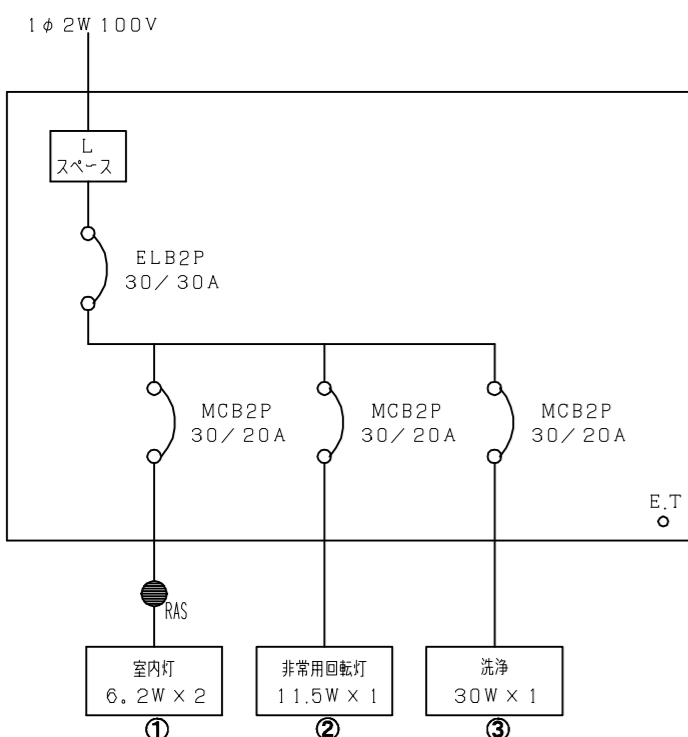 1φ2W 100V
L
スペース
ELB2P
30/30A
MCB2P
30/20A
MCB2P
30/20A
MCB2P
30/20A
E.T
RAS
室内灯
6.2W×2
①
非常用回転灯
11.5W×1
②
洗浄
30W×1
③